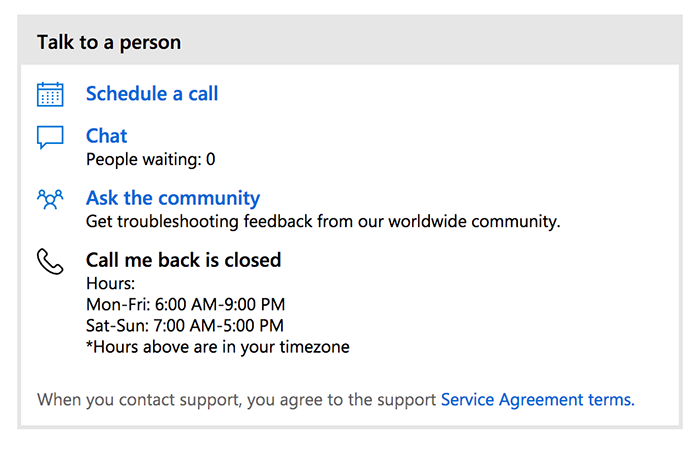 Talk to a person
Schedule a call
Chat
People waiting: 0
Ask the community
Get troubleshooting feedback from our worldwide community.
Call me back is closed
Hours:
Mon-Fri: 6:00 AM-9:00 PM
Sat-Sun: 7:00 AM-5:00 PM
*Hours above are in your timezone
When you contact support, you agree to the support Service Agreement terms.